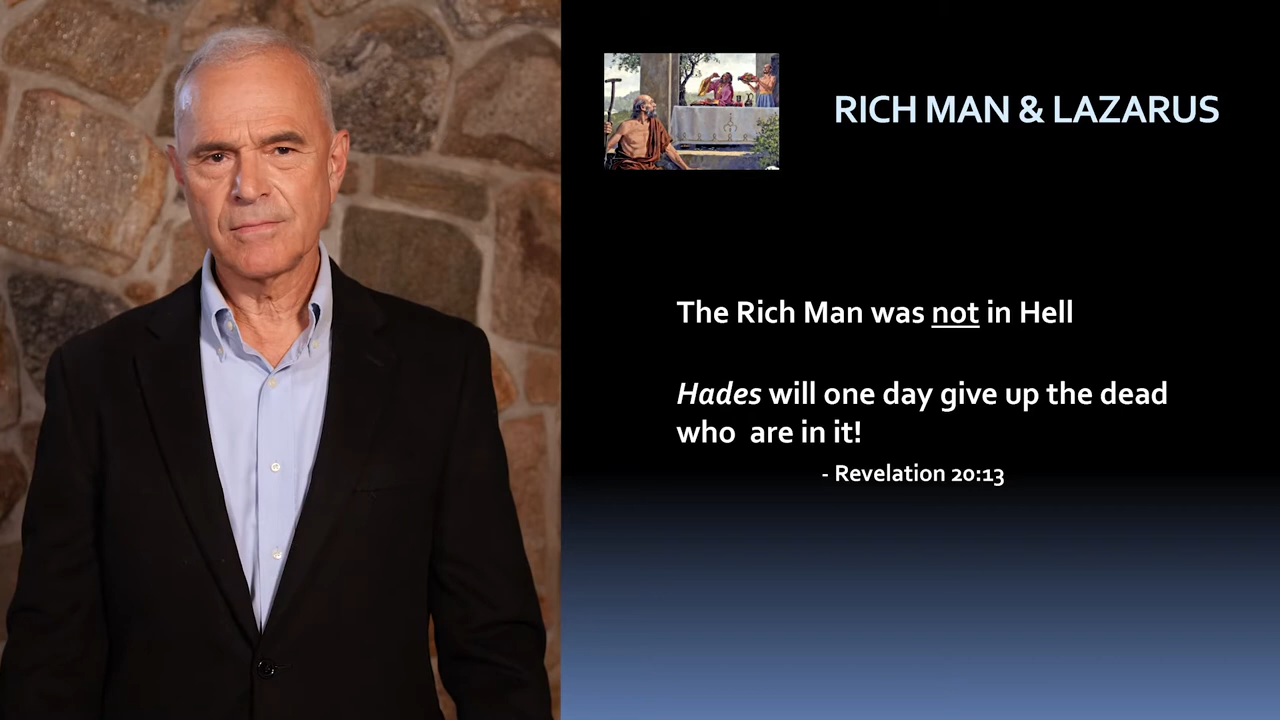 RICH MAN & LAZARUS
The Rich Man was not in Hell
Hades will one day give up the dead
who are in it!
- Revelation 20:13